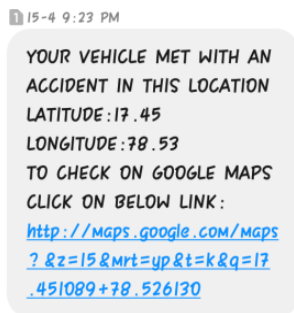 1 15-4 9:23 PM
YOUR VEHICLE MET WITH AN
ACCIDENT IN THIS LOCATION
LATITUDE:17.45
LONGITUDE:78.53
TO CHECK ON GOOGLE MAPS
CLICK ON BELOW LINK:
http://maps.google.com/maps
?&z=15&mrt=yp&t=k&q=17
.451089+78.526130